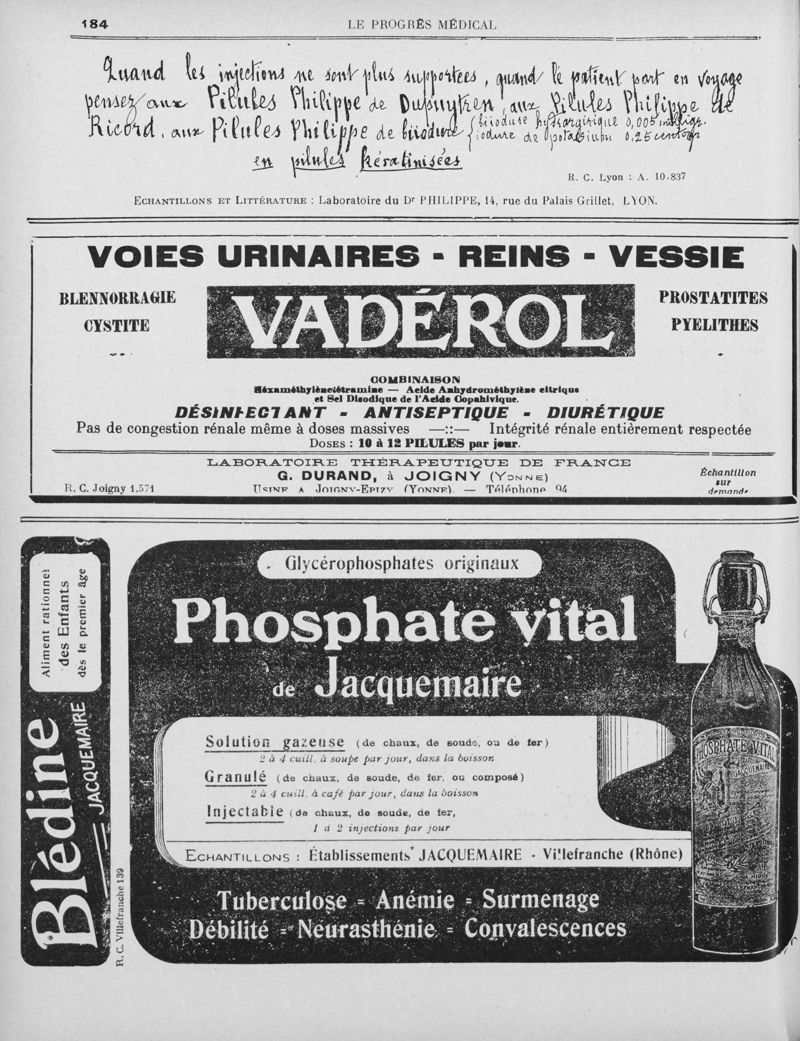 184
LE PROGRÈS MÉDICAL
Quand les injections ne sont plus supportées, quand le patient part en voyage
pensez aux Pilules Philippe de Dupuytren, aux Pilules Philippe de
Ricord, aux Pilules Philippe de biiodure { biiodure hydrargirique 0,005 milligr.
iodure de potassium 0,25 centigr
en pilules kératinisées
R. C. Lyon : A. 10-837
ECHANTILLONS ET LITTÉRATURE : Laboratoire du Dr PHILIPPE, 14, rue du Palais Grillet, LYON.
VOIES URINAIRES - REINS - VESSIE
BLENNORRAGIE
CYSTITE
VADÉROL
PROSTATITES
PYELITHES
COMBINAISON
Héxaméthylènetétramine — Acide Anhydrométhylène citrique
et Sel Disodique de l'Acide Copahivique.
DÉSINFECTANT - ANTISEPTIQUE - DIURÉTIQUE
Pas de congestion rénale même à doses massives —::— Intégrité rénale entièrement respectée
DOSES : 10 à 12 PILULES par jour.
LABORATOIRE THÉRAPEUTIQUE DE FRANCE
G. DURAND, à JOIGNY (YONNE)
R. C. Joigny 1.571
USINE A JOIGNY-EPIZY (YONNE). — Téléphone 94
Échantillon
sur
demande
Aliment rationnel
des Enfants
dès le premier âge
Blédine
JACQUEMAIRE
R. C. Villefranche 139
Glycérophosphates originaux
Phosphate vital
de Jacquemaire
Solution gazeuse (de chaux, de soude, ou de fer)
2 à 4 cuill. à soupe par jour, dans la boisson
Granulé (de chaux, de soude, de fer, ou composé)
2 à 4 cuill. à café par jour, dans la boisson
Injectable (de chaux, de soude, de fer,
1 à 2 injections par jour
ECHANTILLONS : Établissements JACQUEMAIRE - Villefranche (Rhône)
Tuberculose = Anémie = Surmenage
Débilité = Neurasthénie = Convalescences
PHOSPHATE VITAL
JACQUEMAIRE